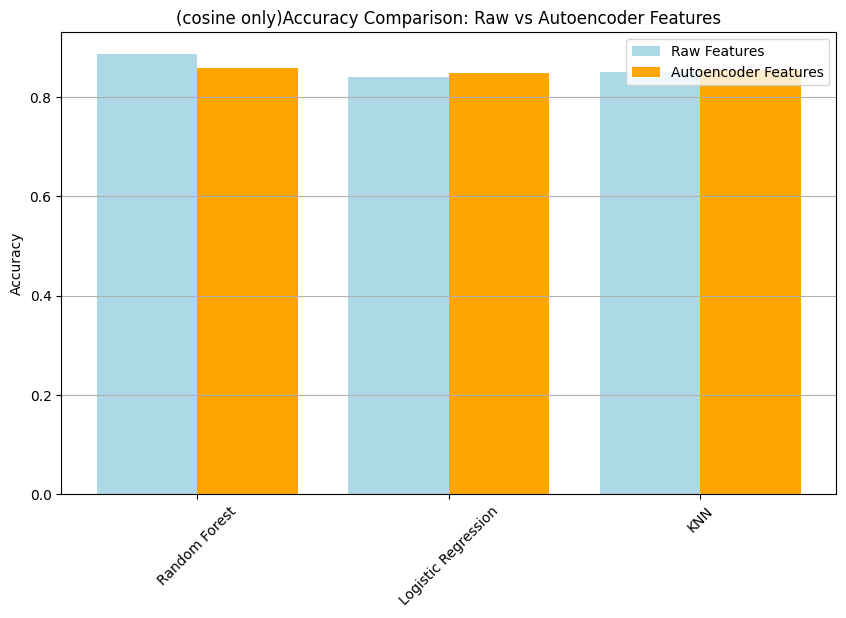 (cosine only)Accuracy Comparison: Raw vs Autoencoder Features
Raw Features
Autoencoder Features
Accuracy
0.8
0.6
0.4
0.2
0.0
Random Forest
Logistic Regression
KNN